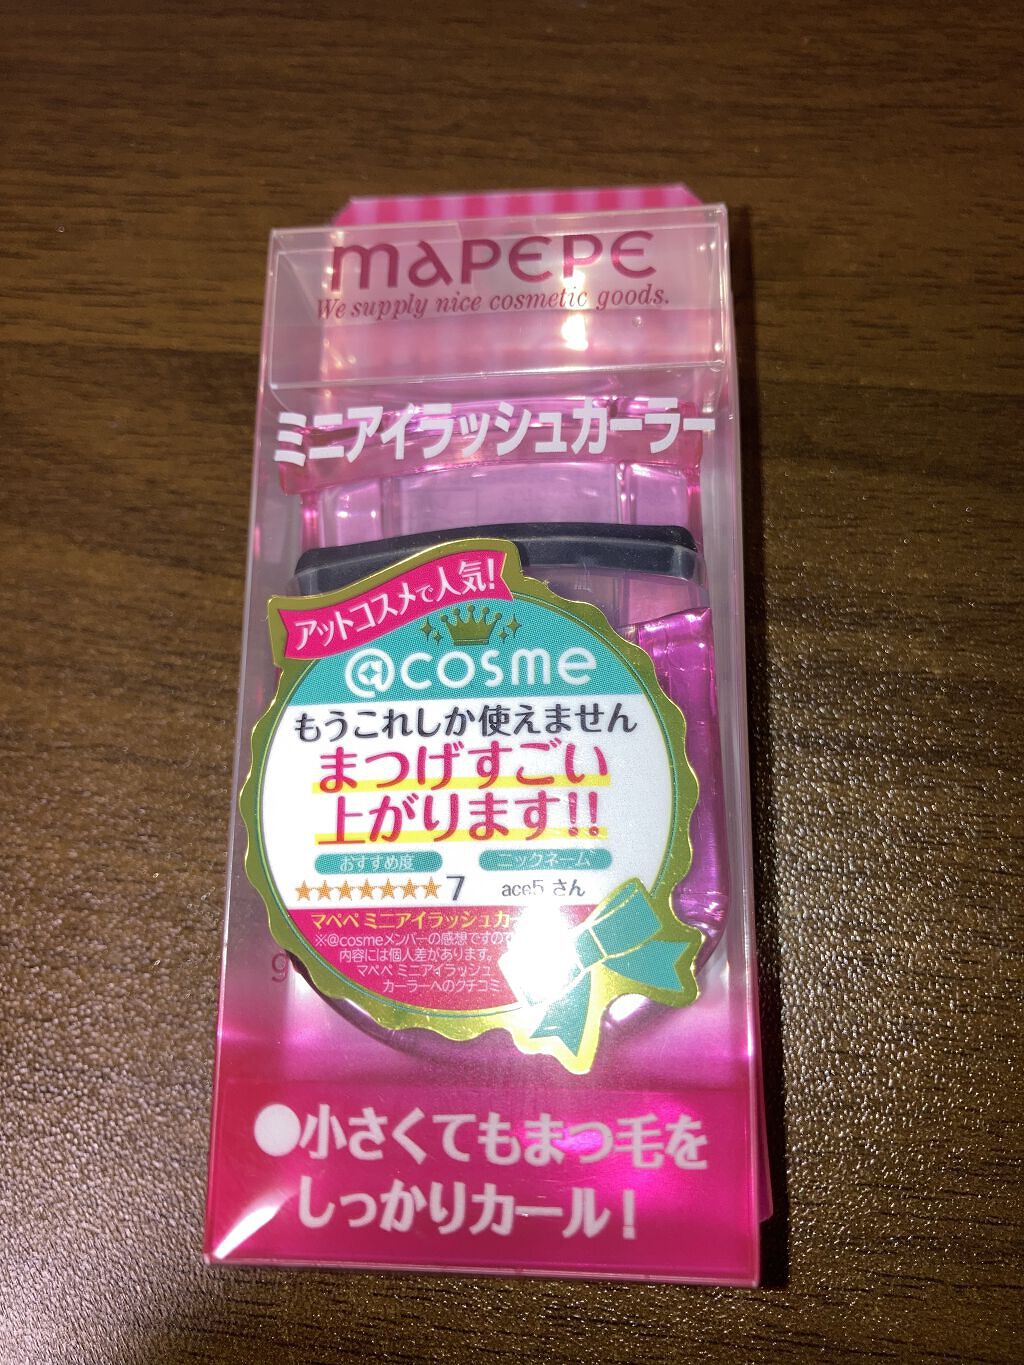 mapepe
We supply nice cosmetic goods.
ミニアイラッシュカーラー
アットコスメで人気!
@cosme
もうこれしか使えません
まつげすごい
上がります!!
おすすめ度 ニックネーム
★★★★★★★7 ace5 さん
マペペ ミニアイラッシュカー
※@cosmeメンバーの感想ですので
内容には個人差があります。
マペペ ミニアイラッシュ
カーラーへのクチコミ
●小さくてもまつ毛を
しっかりカール!